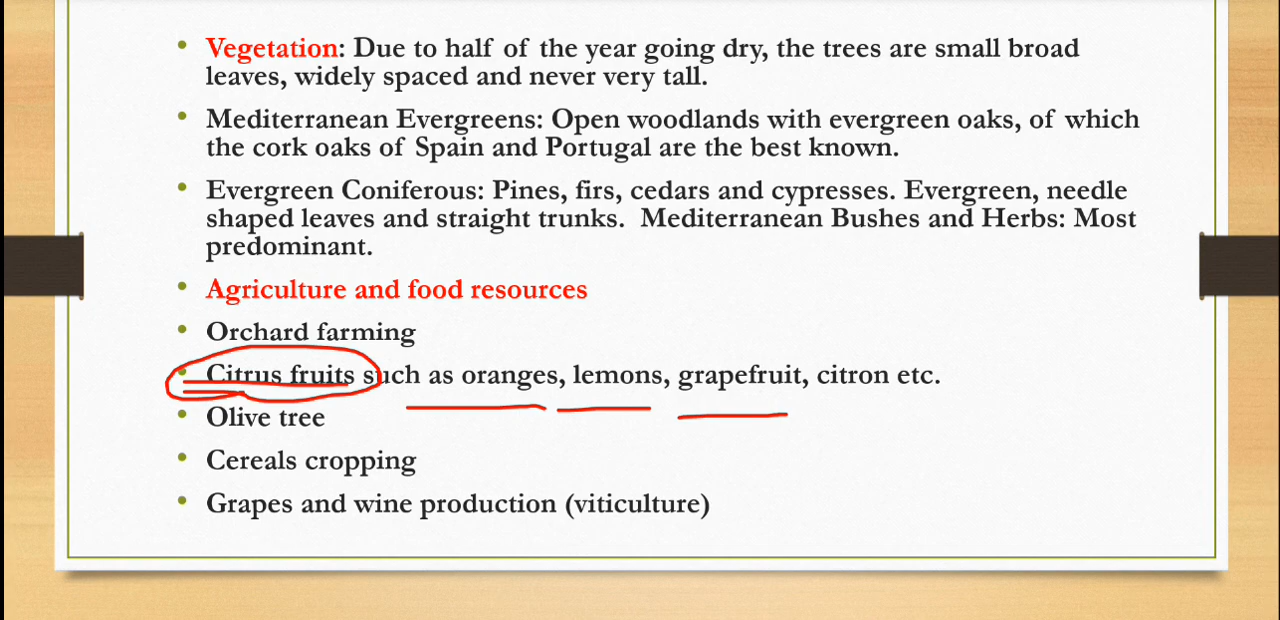 Vegetation: Due to half of the year going dry, the trees are small broad
leaves, widely spaced and never very tall.
Mediterranean Evergreens: Open woodlands with evergreen oaks, of which
the cork oaks of Spain and Portugal are the best known.
Evergreen Coniferous: Pines, firs, cedars and cypresses. Evergreen, needle
shaped leaves and straight trunks.  Mediterranean Bushes and Herbs: Most
predominant.
Agriculture and food resources
Orchard farming
Citrus fruits such as oranges, lemons, grapefruit, citron etc.
Olive tree
Cereals cropping
Grapes and wine production (viticulture)